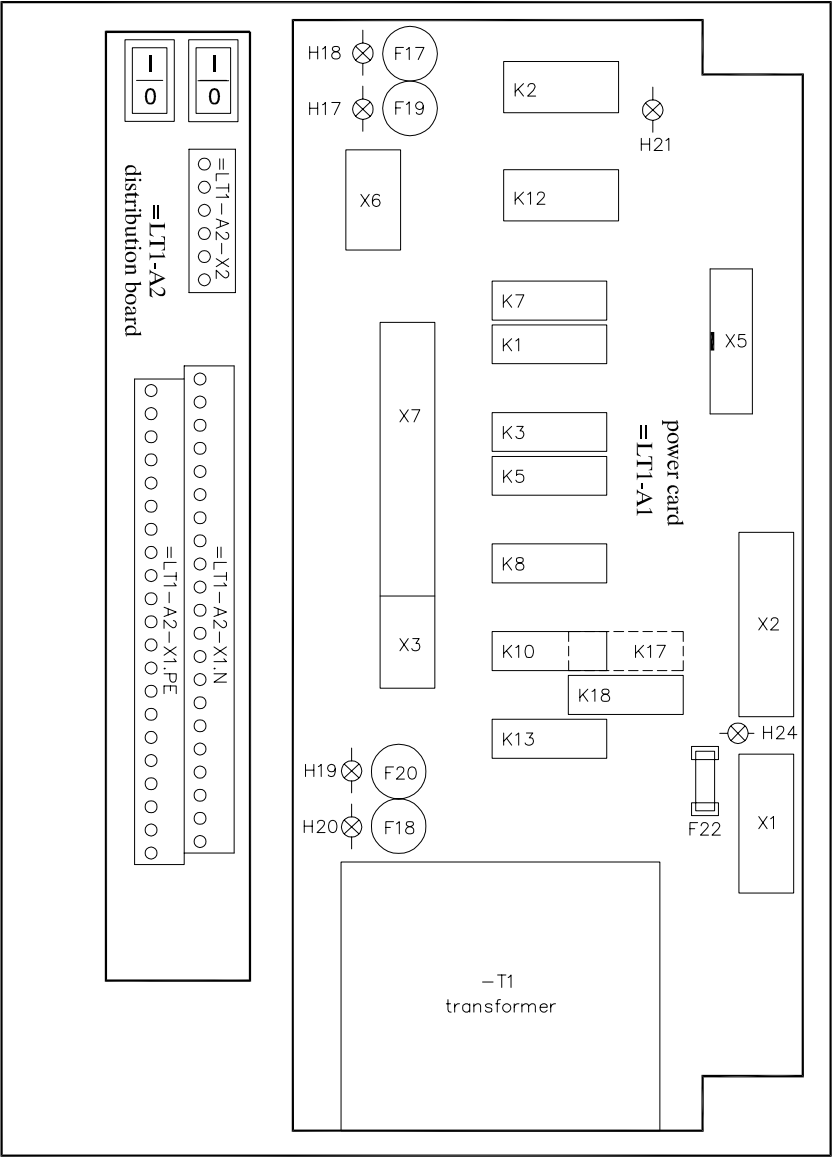 I
0
I
0
=LT1-A2-X2
=LT1-A2
distribution board
=LT1-A2-X1.N
=LT1-A2-X1.PE
H18
F17
H17
F19
K2
H21
X6
K12
K7
K1
X5
X7
K3
K5
power card
=LT1-A1
K8
X2
X3
K10
K17
K18
K13
H24
H19
F20
H20
F18
F22
X1
-T1
transformer